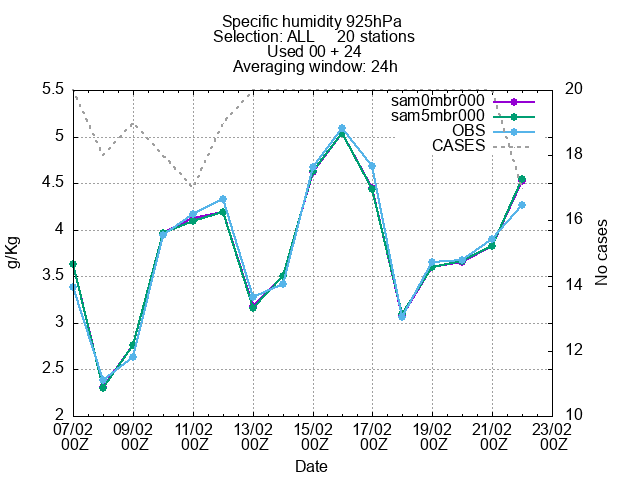 Specific humidity 925hPa
Selection: ALL 20 stations
Used 00 + 24
Averaging window: 24h
sam0mbr000
sam5mbr000
OBS
CASES
5.5
5
4.5
4
3.5
3
2.5
2
g/Kg
20
18
16
14
12
10
No cases
07/02 09/02 11/02 13/02 15/02 17/02 19/02 21/02 23/02
00Z 00Z 00Z 00Z 00Z 00Z 00Z 00Z 00Z
Date